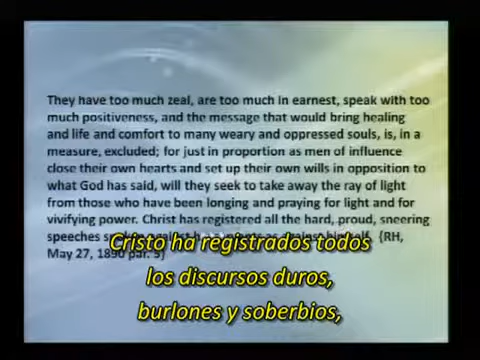 They have too much zeal, are too much in earnest, speak with too
much positiveness, and the message that would bring healing
and life and comfort to many weary and oppressed souls, is, in a
measure, excluded; for just in proportion as men of influence
close their own hearts and set up their own wills in opposition to
what God has said, will they seek to take away the ray of light
from those who have been longing and praying for light and for
vivifying power. Christ has registered all the hard, proud, sneering
speeches {RH,
May 27, 1890 par. 5}
Cristo ha registrados todos
los discursos duros,
burlones y soberbios,